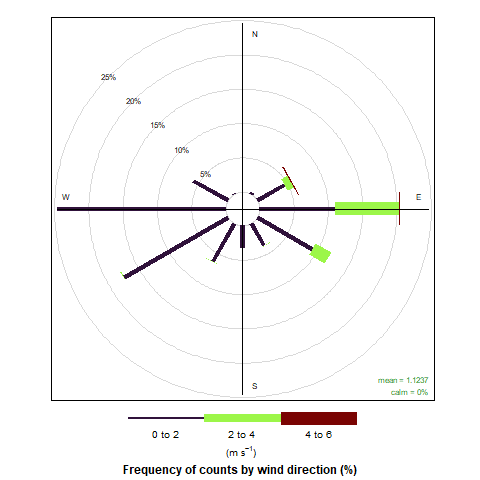 N
25%
20%
15%
10%
5%
W
E
S
mean = 1.1237
calm = 0%
0 to 2
2 to 4
4 to 6
(m s⁻¹)
Frequency of counts by wind direction (%)